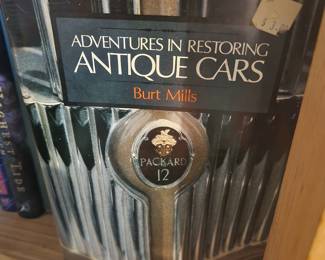 ADVENTURES IN RESTORING
ANTIQUE CARS
Burt Mills
PACKARD
12